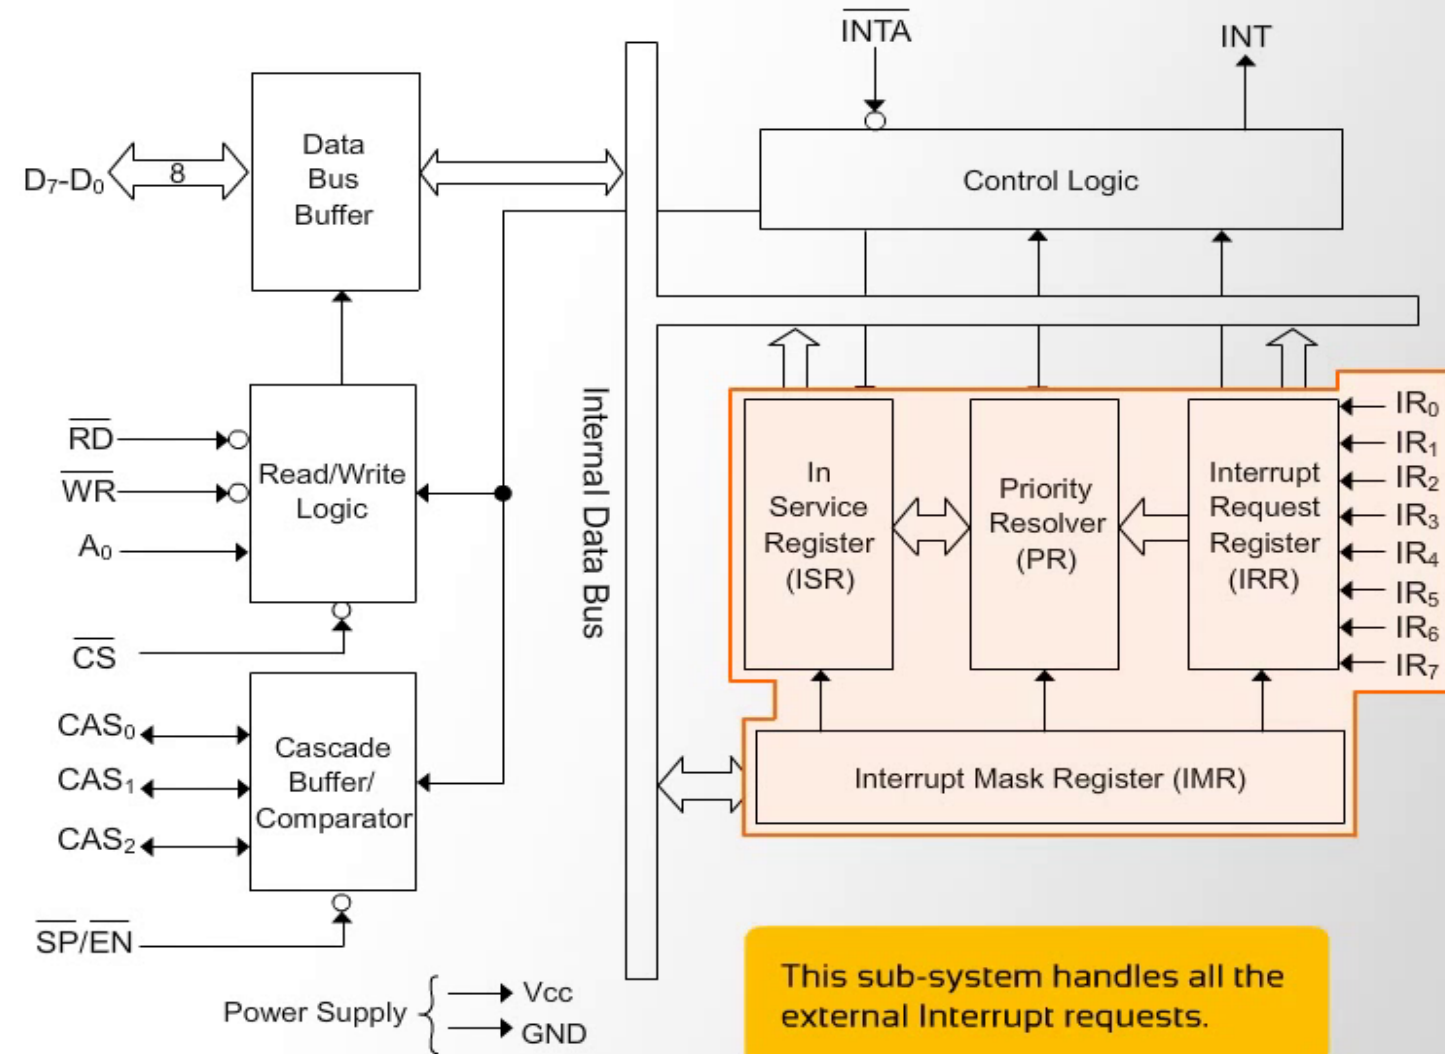 INTA
INT
Data
Bus
Buffer
D₇-D₀
8
Control Logic
Internal Data Bus
RD
WR
A₀
CS
Read/Write
Logic
In
Service
Register
(ISR)
Priority
Resolver
(PR)
Interrupt
Request
Register
(IRR)
IR₀
IR₁
IR₂
IR₃
IR₄
IR₅
IR₆
IR₇
CAS₀
CAS₁
CAS₂
Cascade
Buffer/
Comparator
Interrupt Mask Register (IMR)
SP/EN
Power Supply
Vcc
GND
This sub-system handles all the
external Interrupt requests.